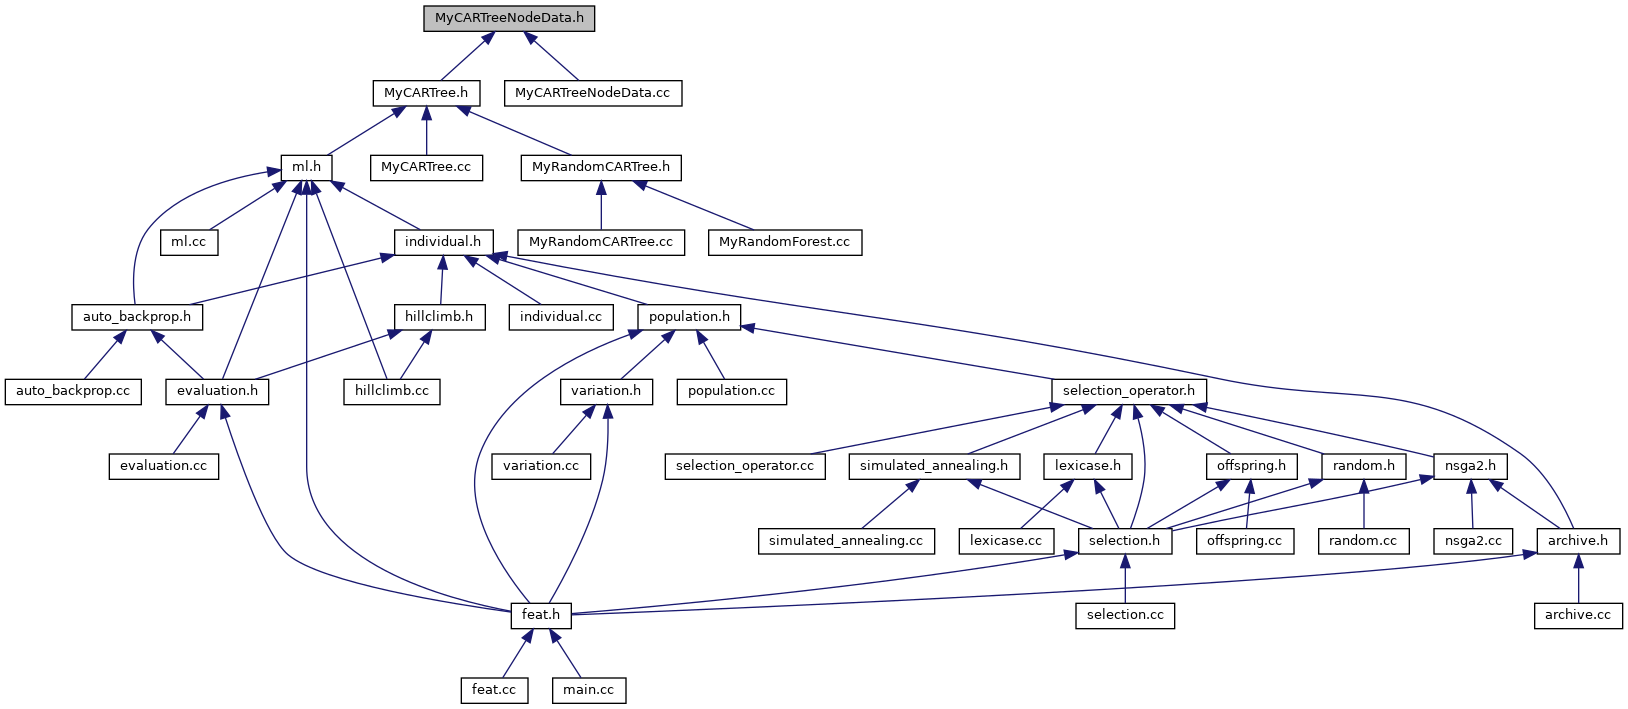 MyCARTreeNodeData.h
MyCARTree.h
MyCARTreeNodeData.cc
ml.h
MyCARTree.cc
MyRandomCARTree.h
ml.cc
individual.h
MyRandomCARTree.cc
MyRandomForest.cc
auto_backprop.h
hillclimb.h
individual.cc
population.h
auto_backprop.cc
evaluation.h
hillclimb.cc
variation.h
population.cc
selection_operator.h
evaluation.cc
variation.cc
selection_operator.cc
simulated_annealing.h
lexicase.h
offspring.h
random.h
nsga2.h
simulated_annealing.cc
lexicase.cc
selection.h
offspring.cc
random.cc
nsga2.cc
archive.h
feat.h
selection.cc
archive.cc
feat.cc
main.cc